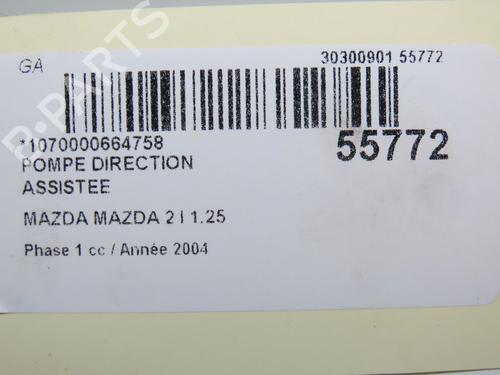 GA
30300901 55772
*1070000664758
55772
POMPE DIRECTION
ASSISTEE
MAZDA MAZDA 2 I 1.25
Phase 1 cc / Année 2004
B-PARTS